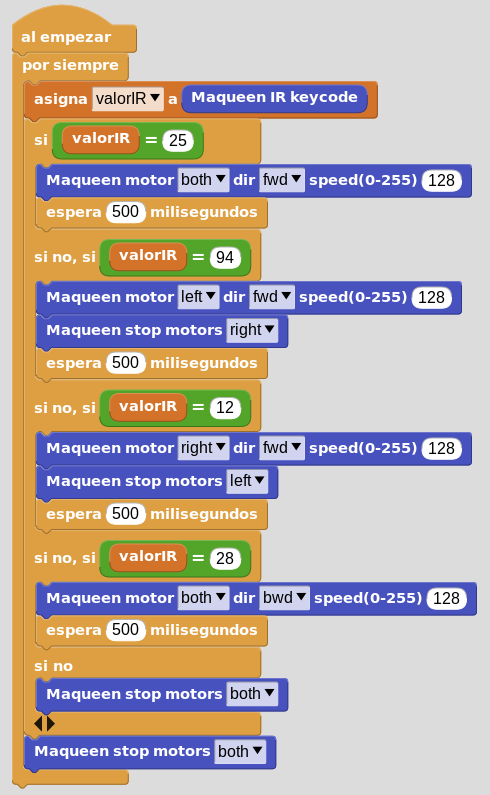 al empezar
por siempre
asigna valorIR a Maqueen IR keycode
si valorIR = 25
Maqueen motor both dir fwd speed(0-255) 128
espera 500 milisegundos
si no, si valorIR = 94
Maqueen motor left dir fwd speed(0-255) 128
Maqueen stop motors right
espera 500 milisegundos
si no, si valorIR = 12
Maqueen motor right dir fwd speed(0-255) 128
Maqueen stop motors left
espera 500 milisegundos
si no, si valorIR = 28
Maqueen motor both dir bwd speed(0-255) 128
espera 500 milisegundos
si no
Maqueen stop motors both
Maqueen stop motors both